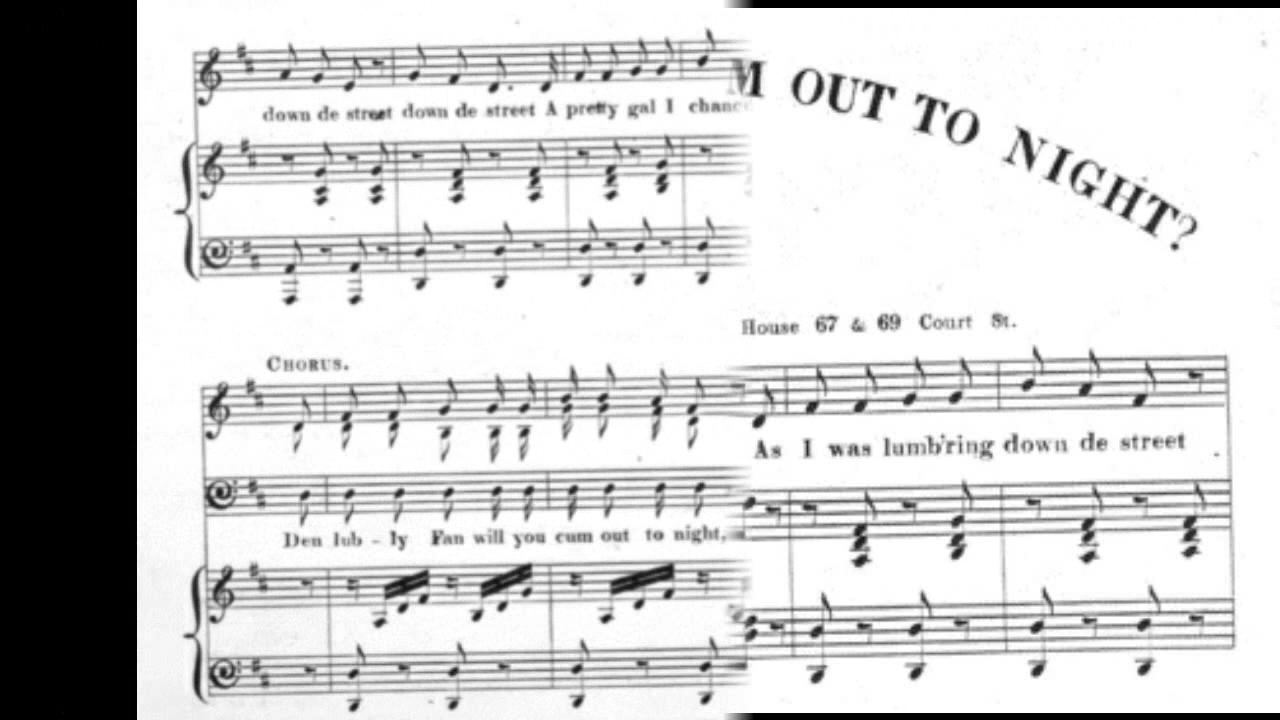 M OUT TO NIGHT?
down de street down de street A pretty gal I chanc
House 67 & 69 Court St.
CHORUS.
As I was lumb'ring down de street
Den lub - ly Fan will you cum out to night,